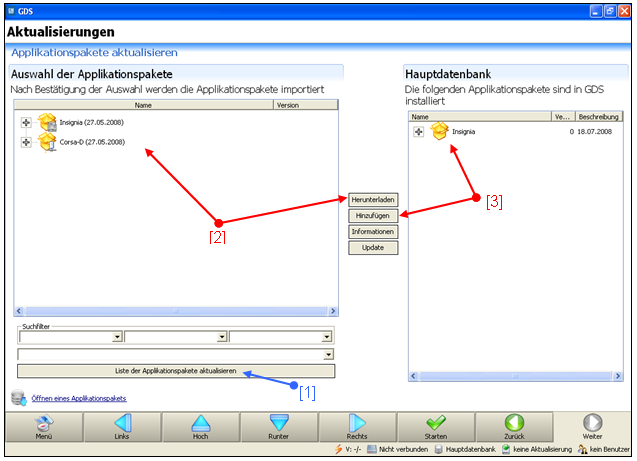 GDS
Aktualisierungen
Applikationspakete aktualisieren
Auswahl der Applikationspakete
Nach Bestätigung der Auswahl werden die Applikationspakete importiert
Name Version
Insignia (27.05.2008)
Corsa-D (27.05.2008)
[2]
Suchfilter
Liste der Applikationspakete aktualisieren
[1]
Öffnen eines Applikationspakets
Herunterladen
Hinzufügen
Informationen
Update
Hauptdatenbank
Die folgenden Applikationspakete sind in GDS
installiert
Name Ve... Beschreibung
Insignia 0 18.07.2008
[3]
Menü Links Hoch Runter Rechts Starten Zurück Weiter
V: -/- Nicht verbunden Hauptdatenbank keine Aktualisierung kein Benutzer